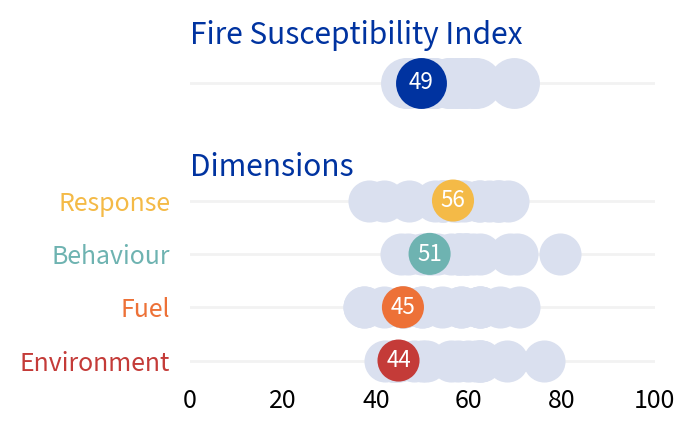 Fire Susceptibility Index
49
Dimensions
Response 56
Behaviour 51
Fuel 45
Environment 44
0 20 40 60 80 100